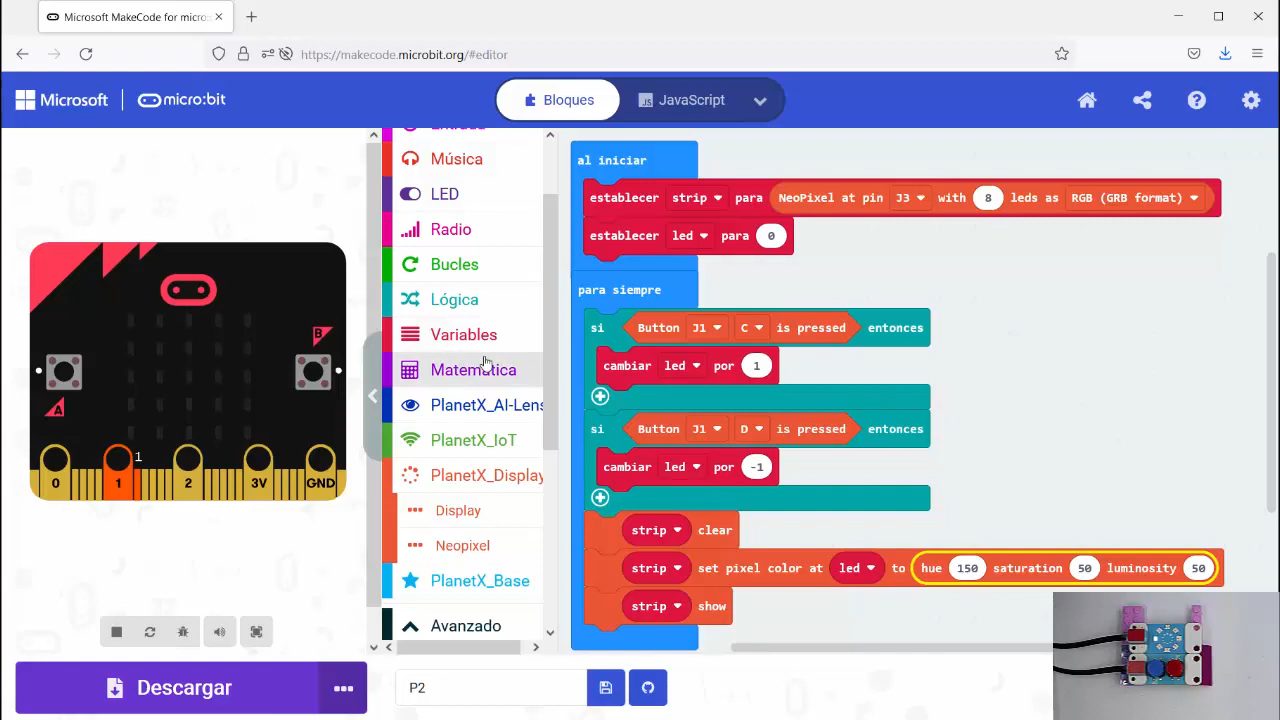 Microsoft MakeCode for micro:
https://makecode.microbit.org/#editor
Microsoft
micro:bit
Bloques
JavaScript
Música
LED
Radio
Bucles
Lógica
Variables
Matemática
PlanetX_AI-Lens
PlanetX_IoT
PlanetX_Display
Display
Neopixel
PlanetX_Base
Avanzado
al iniciar
establecer strip para NeoPixel at pin J3 with 8 leds as RGB (GRB format)
establecer led para 0
para siempre
si Button J1 C is pressed entonces
cambiar led por 1
si Button J1 D is pressed entonces
cambiar led por -1
strip clear
strip set pixel color at led to hue 150 saturation 50 luminosity 50
strip show
B
A
1
0 1 2 3V GND
Descargar
P2